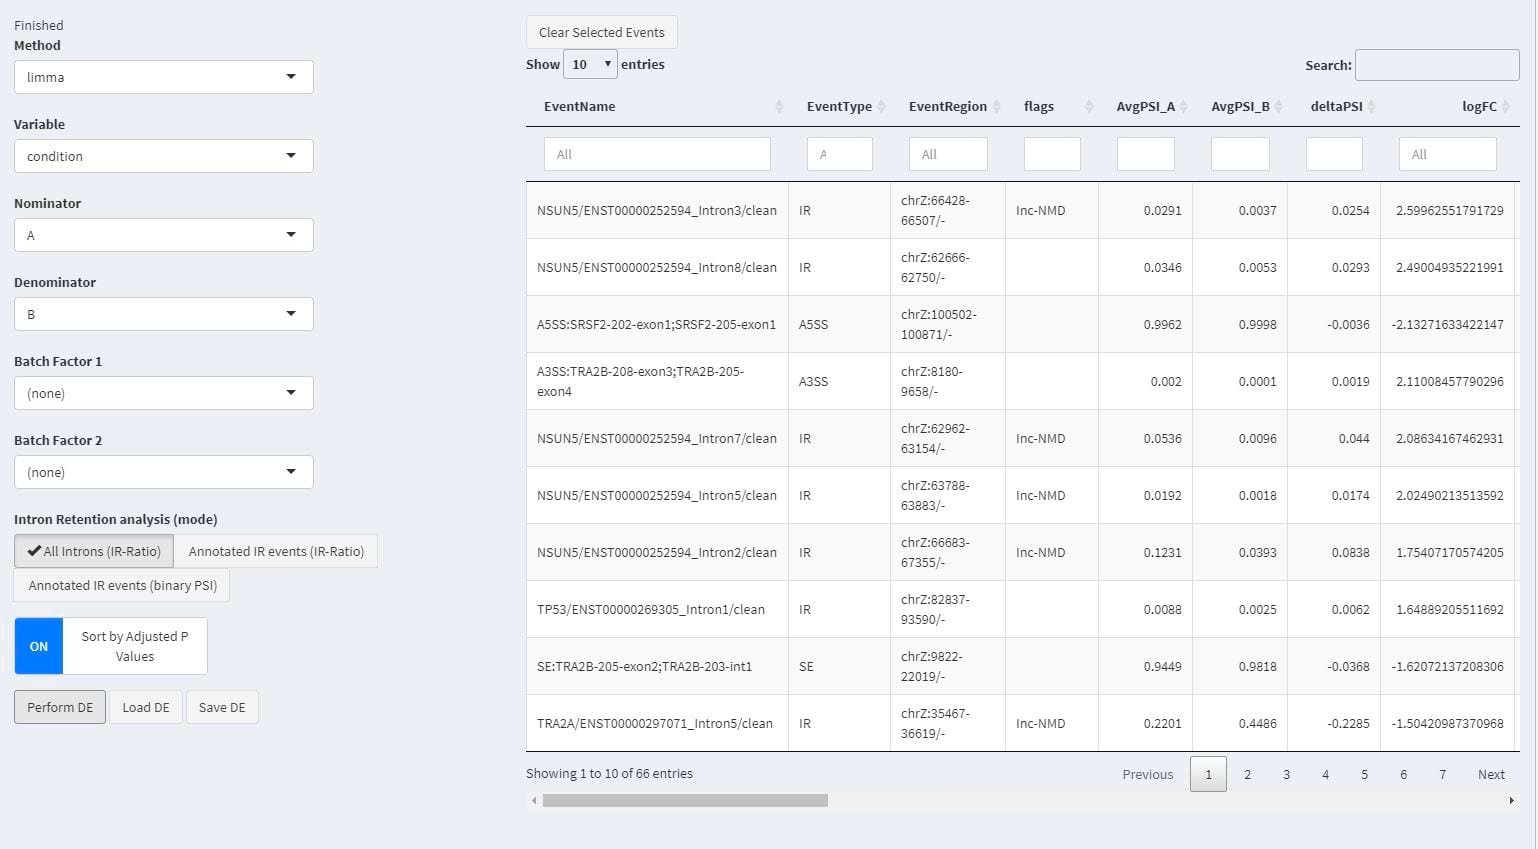 Finished
Method
limma
Variable
condition
Nominator
A
Denominator
B
Batch Factor 1
(none)
Batch Factor 2
(none)
Intron Retention analysis (mode)
All Introns (IR-Ratio) Annotated IR events (IR-Ratio)
Annotated IR events (binary PSI)
ON Sort by Adjusted P
Values
Perform DE Load DE Save DE
Clear Selected Events
Show 10 entries
Search:
EventName EventType EventRegion flags AvgPSI_A AvgPSI_B deltaPSI logFC
All A All All
NSUN5/ENST00000252594_Intron3/clean IR chrZ:66428-
66507/- Inc-NMD 0.0291 0.0037 0.0254 2.59962551791729
NSUN5/ENST00000252594_Intron8/clean IR chrZ:62666-
62750/- 0.0346 0.0053 0.0293 2.49004935221991
A5SS:SRSF2-202-exon1;SRSF2-205-exon1 A5SS chrZ:100502-
100871/- 0.9962 0.9998 -0.0036 -2.13271633422147
A3SS:TRA2B-208-exon3;TRA2B-205-
exon4 A3SS chrZ:8180-
9658/- 0.002 0.0001 0.0019 2.11008457790296
NSUN5/ENST00000252594_Intron7/clean IR chrZ:62962-
63154/- Inc-NMD 0.0536 0.0096 0.044 2.08634167462931
NSUN5/ENST00000252594_Intron5/clean IR chrZ:63788-
63883/- Inc-NMD 0.0192 0.0018 0.0174 2.02490213513592
NSUN5/ENST00000252594_Intron2/clean IR chrZ:66683-
67355/- Inc-NMD 0.1231 0.0393 0.0838 1.75407170574205
TP53/ENST00000269305_Intron1/clean IR chrZ:82837-
93590/- 0.0088 0.0025 0.0062 1.64889205511692
SE:TRA2B-205-exon2;TRA2B-203-int1 SE chrZ:9822-
22019/- 0.9449 0.9818 -0.0368 -1.62072137208306
TRA2A/ENST00000297071_Intron5/clean IR chrZ:35467-
36619/- Inc-NMD 0.2201 0.4486 -0.2285 -1.50420987370968
Showing 1 to 10 of 66 entries
Previous 1 2 3 4 5 6 7 Next